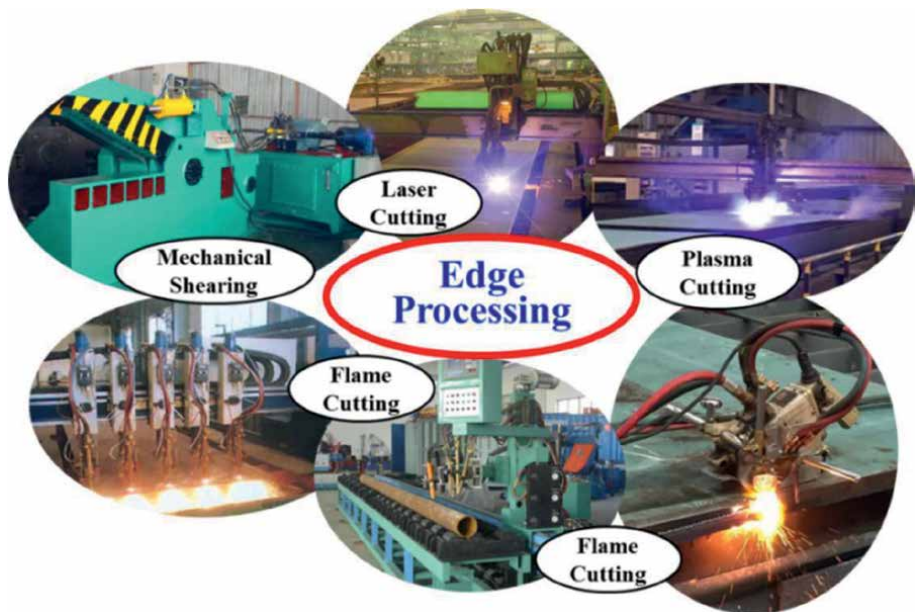 Laser
Cutting
Mechanical
Shearing
Edge
Processing
Plasma
Cutting
Flame
Cutting
Flame
Cutting